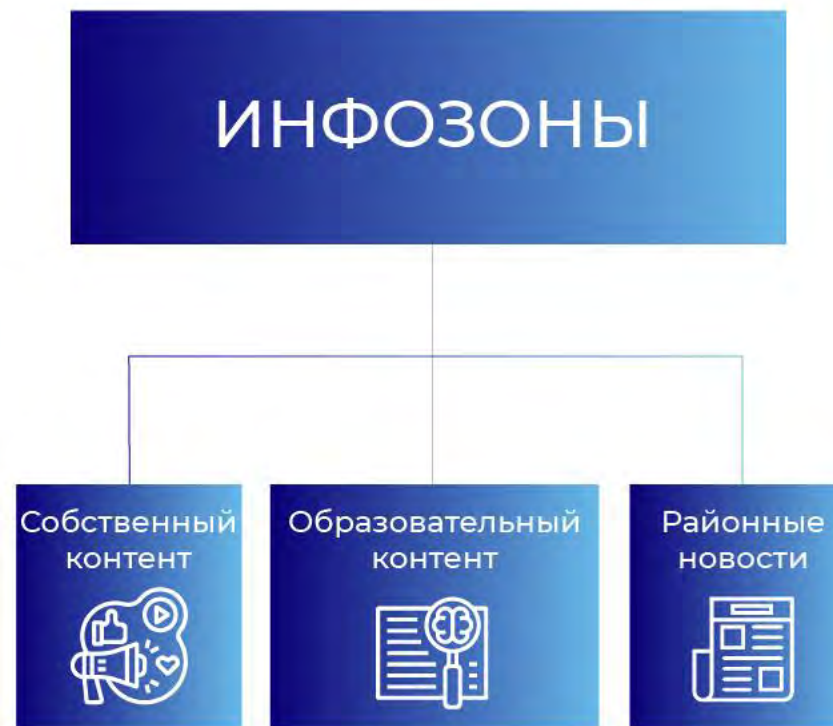 ИНФОЗОНЫ
Собственный
контент
Образовательный
контент
Районные
новости